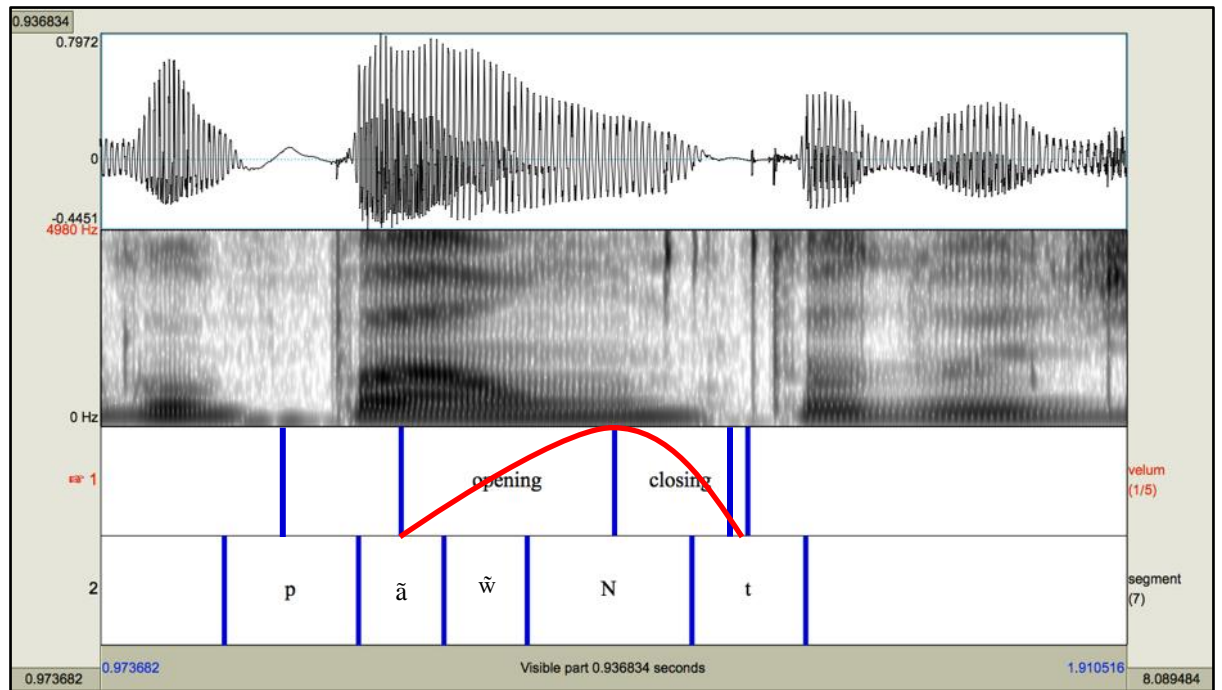 0.936834
0.7972
0
-0.4451
4980 Hz
0 Hz
☞ 1
opening
closing
velum
(1/5)
2
p
ã
w̃
N
t
segment
(7)
0.973682
Visible part 0.936834 seconds
1.910516
0.973682
8.089484